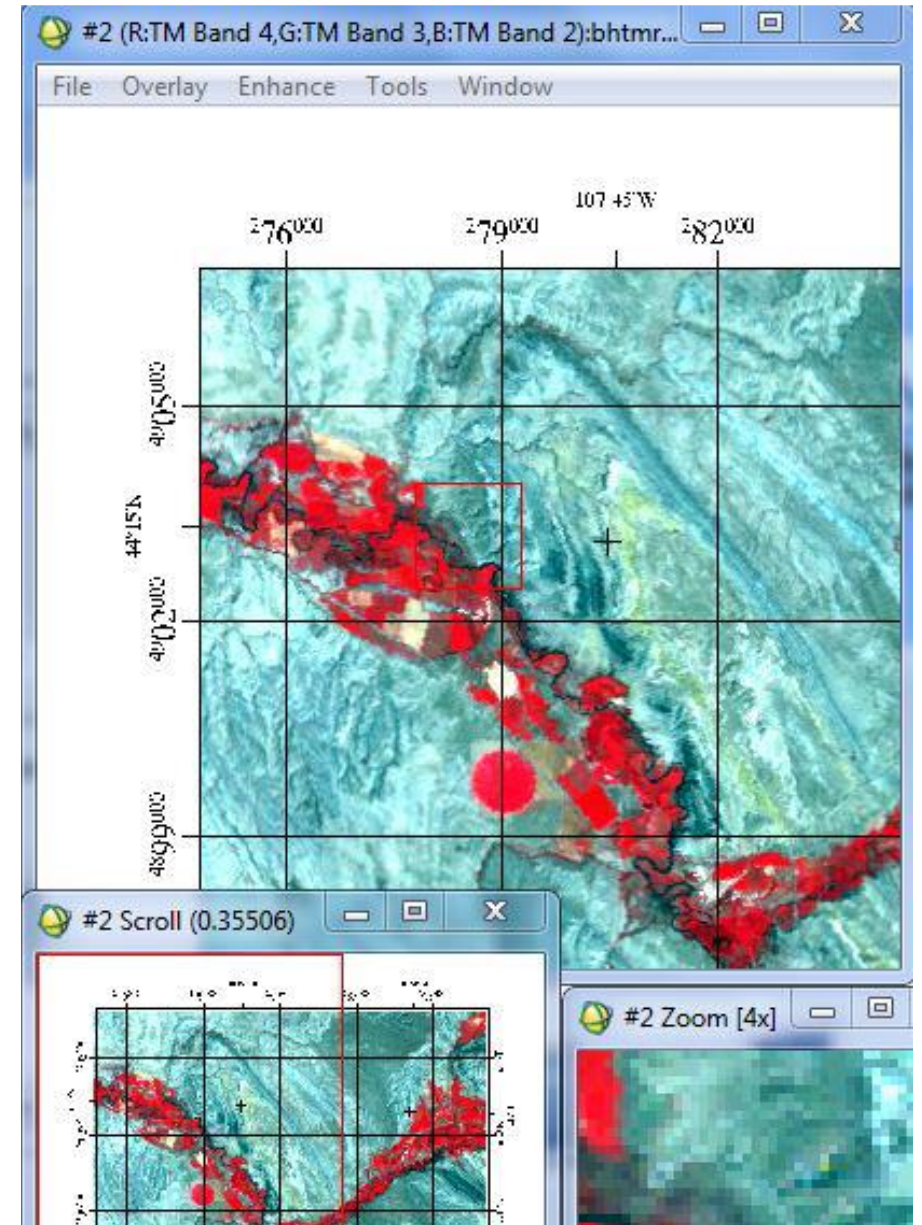 #2 (R:TM Band 4,G:TM Band 3,B:TM Band 2):bhtmr...
File Overlay Enhance Tools Window
107 45'W
276000 279000 282000
4905000
44°15'N
4902000
4899000
#2 Scroll (0.35506)
#2 Zoom [4x]